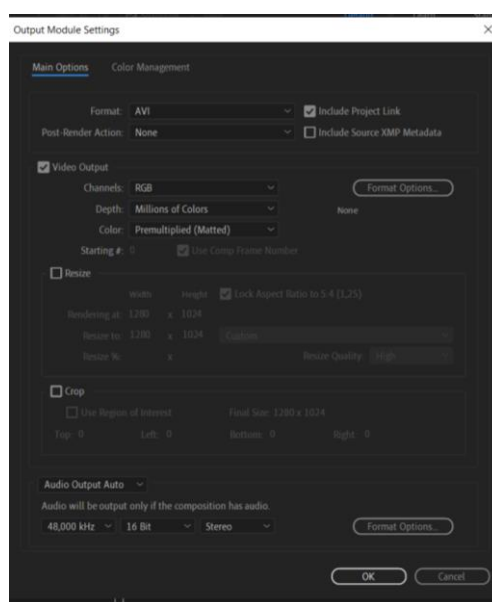 Output Module Settings
Main Options Color Management
Format: AVI Include Project Link
Post-Render Action: None Include Source XMP Metadata
Video Output
Channels: RGB Format Options...
Depth: Millions of Colors None
Color: Premultiplied (Matted)
Starting #: 0 Use Comp Frame Number
Resize
Width Height Lock Aspect Ratio to 5:4 (1,25)
Rendering at: 1280 x 1024
Resize to: 1280 x 1024 Custom
Resize %: x Resize Quality: High
Crop
Use Region of Interest Final Size: 1280 x 1024
Top: 0 Left: 0 Bottom: 0 Right: 0
Audio Output Auto
Audio will be output only if the composition has audio.
48,000 kHz 16 Bit Stereo Format Options...
OK Cancel